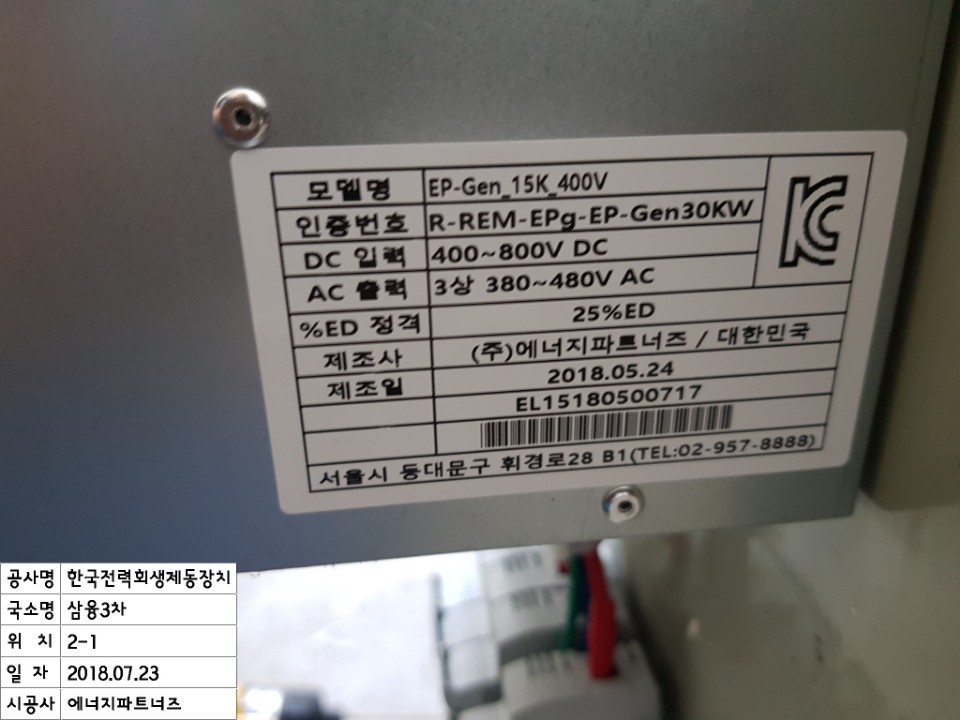 모델명 EP-Gen_15K_400V
인증번호 R-REM-EPg-EP-Gen30KW
DC 입력 400~800V DC
AC 출력 3상 380~480V AC
%ED 정격 25%ED
제조사 (주)에너지파트너즈 / 대한민국
제조일 2018.05.24
EL15180500717
서울시 동대문구 휘경로28 B1(TEL:02-957-8888)
공사명 한국전력회생제동장치
국소명 삼융3차
위 치 2-1
일 자 2018.07.23
시공사 에너지파트너즈